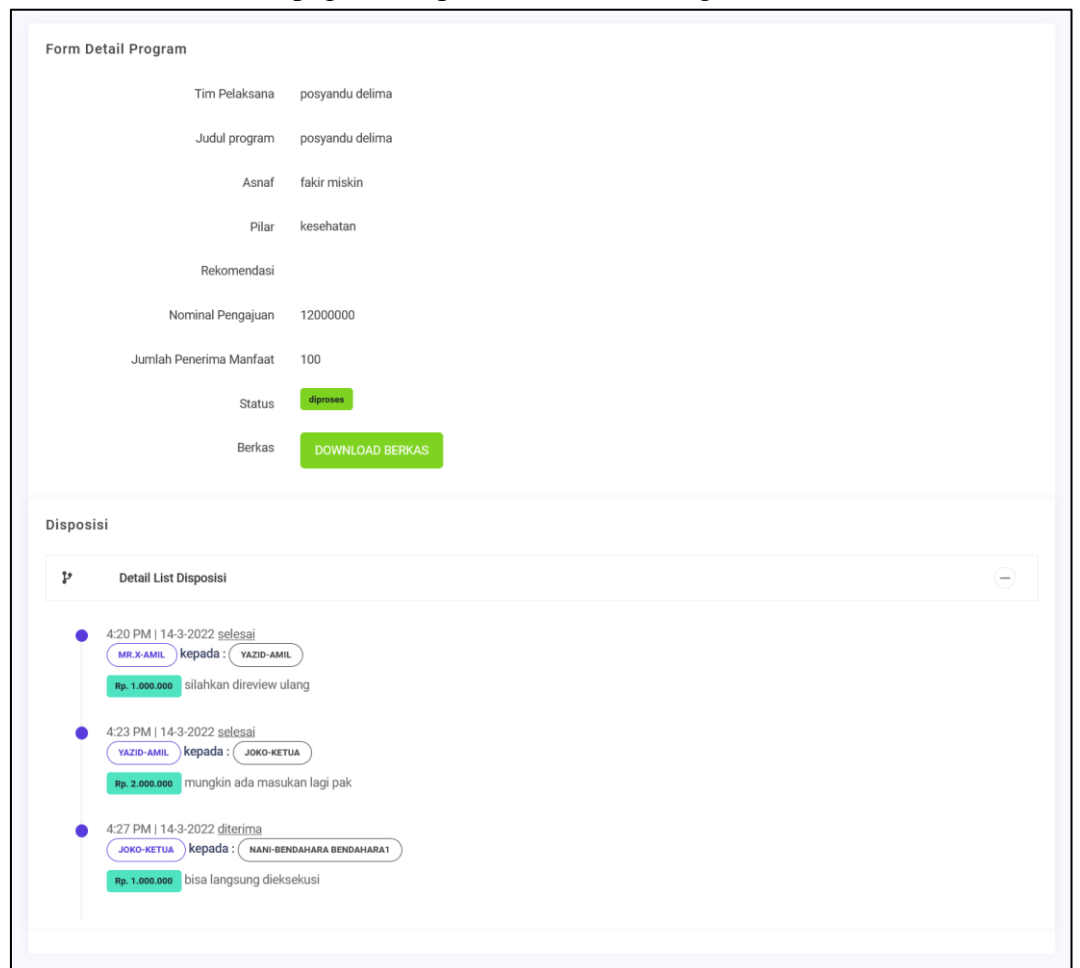 Form Detail Program
Tim Pelaksana posyandu delima
Judul program posyandu delima
Asnaf fakir miskin
Pilar kesehatan
Rekomendasi
Nominal Pengajuan 12000000
Jumlah Penerima Manfaat 100
Status diproses
Berkas DOWNLOAD BERKAS
Disposisi
Detail List Disposisi
4:20 PM | 14-3-2022 selesai
MR.X-AMIL kepada : YAZID-AMIL
Rp. 1.000.000 silahkan direview ulang
4:23 PM | 14-3-2022 selesai
YAZID-AMIL kepada : JOKO-KETUA
Rp. 2.000.000 mungkin ada masukan lagi pak
4:27 PM | 14-3-2022 diterima
JOKO-KETUA kepada : NANI-BENDAHARA BENDAHARA1
Rp. 1.000.000 bisa langsung dieksekusi